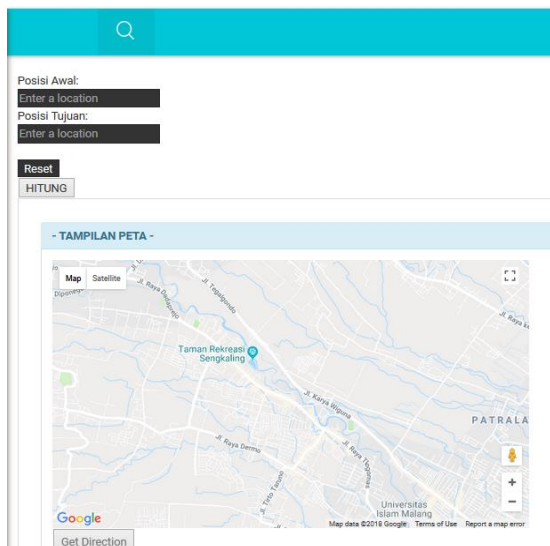 Posisi Awal:
Enter a location
Posisi Tujuan:
Enter a location
Reset
HITUNG
- TAMPILAN PETA -
Map
Satellite
Jl. Raya Dadaprejo
Jl. Tegalgondo
Taman Rekreasi
Sengkaling
Jl. Karya Wiguna
PATRALA
Jl. Raya Dermo
Jl. Raya Tlogomas
Jl. Tirto Taruno
Universitas
Islam Malang
Google
Map data ©2018 Google
Terms of Use
Report a map error
Get Direction